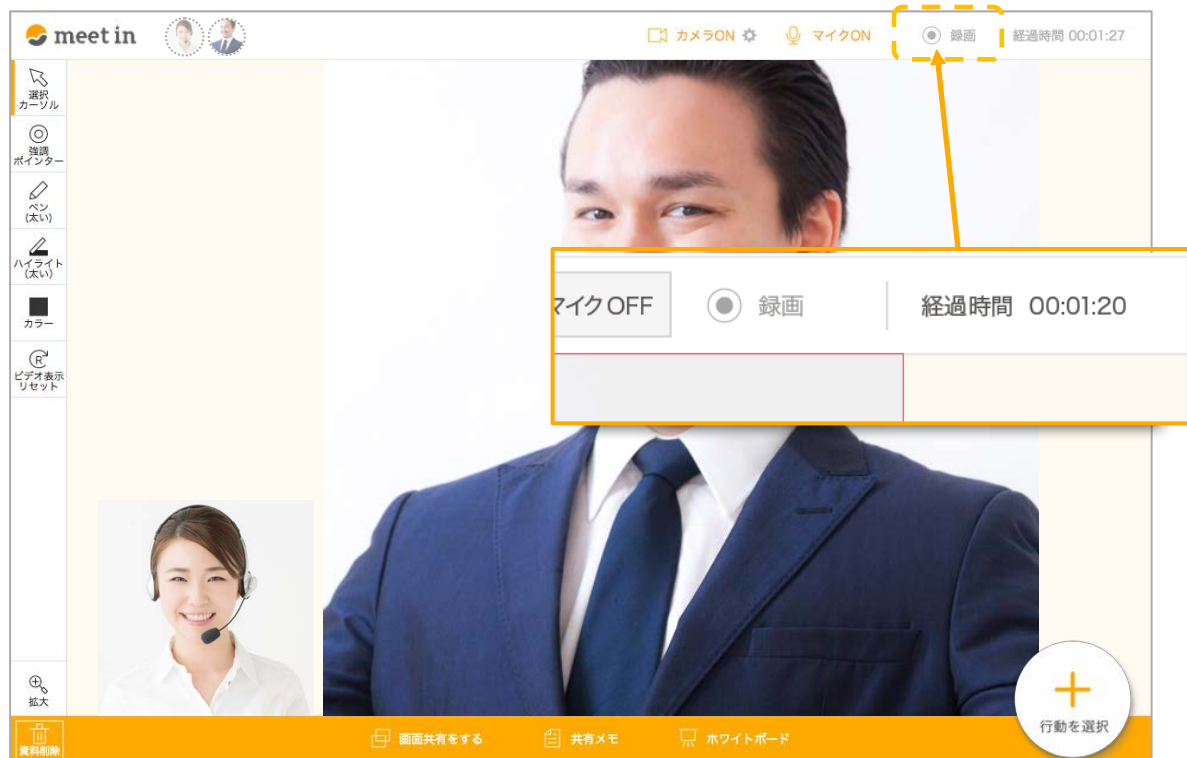 meet in
カメラON
マイクON
録画
経過時間 00:01:27
選択
カーソル
強調
ポインター
ペン
(太い)
ハイライト
(太い)
カラー
R
ビデオ表示
リセット
マイクOFF
録画
経過時間 00:01:20
拡大
資料削除
画面共有をする
共有メモ
ホワイトボード
行動を選択